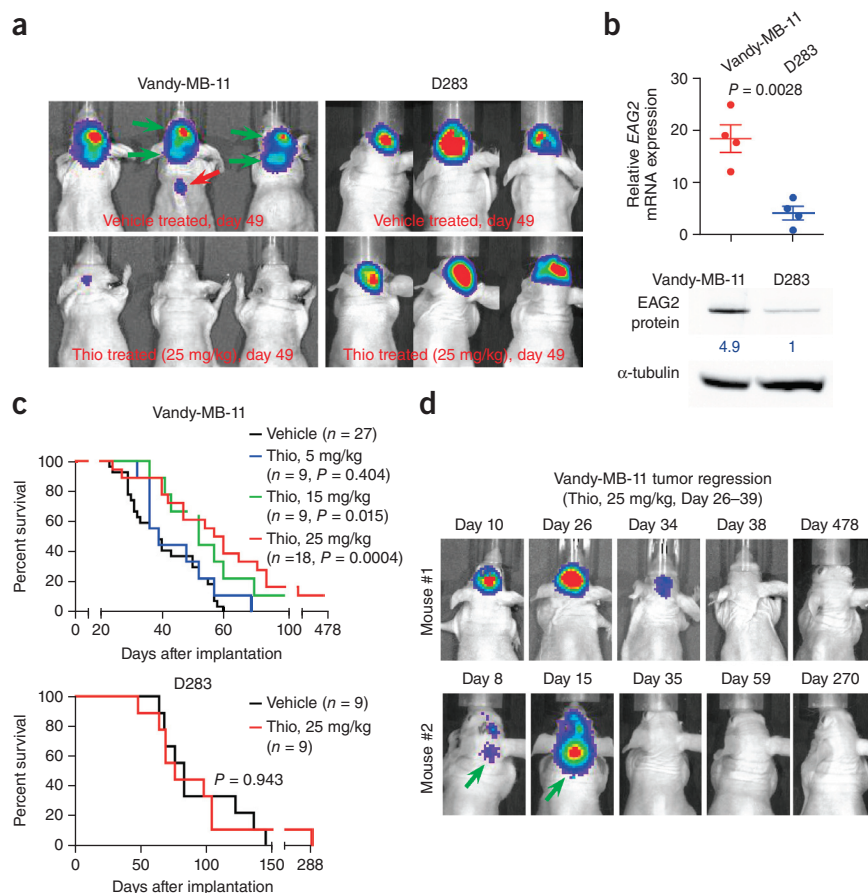 a
Vandy-MB-11
D283
Vehicle treated, day 49
Vehicle treated, day 49
Thio treated (25 mg/kg), day 49
Thio treated (25 mg/kg), day 49
b
Vandy-MB-11
D283
P = 0.0028
Relative EAG2
mRNA expression
30
20
10
0
Vandy-MB-11 D283
EAG2
protein
4.9 1
α-tubulin
c
Vandy-MB-11
Vehicle (n = 27)
Thio, 5 mg/kg
(n = 9, P = 0.404)
Thio, 15 mg/kg
(n = 9, P = 0.015)
Thio, 25 mg/kg
(n =18, P = 0.0004)
Percent survival
100
80
60
40
20
0
0 20 40 60 100 478
Days after implantation
D283
Vehicle (n = 9)
Thio, 25 mg/kg
(n = 9)
P = 0.943
Percent survival
100
80
60
40
20
0
0 50 100 150 288
Days after implantation
d
Vandy-MB-11 tumor regression
(Thio, 25 mg/kg, Day 26–39)
Day 10 Day 26 Day 34 Day 38 Day 478
Mouse #1
Day 8 Day 15 Day 35 Day 59 Day 270
Mouse #2